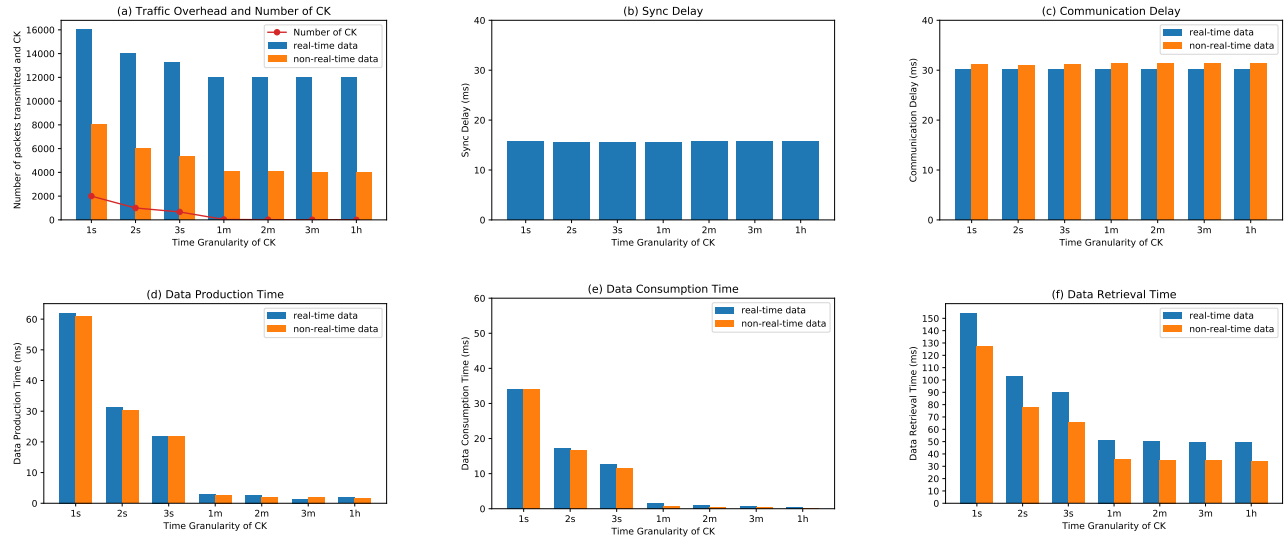 (a) Traffic Overhead and Number of CK
Number of packets transmitted and CK
16000
14000
12000
10000
8000
6000
4000
2000
0
Number of CK
real-time data
non-real-time data
1s 2s 3s 1m 2m 3m 1h
Time Granularity of CK
(b) Sync Delay
Sync Delay (ms)
40
30
20
10
0
1s 2s 3s 1m 2m 3m 1h
Time Granularity of CK
(c) Communication Delay
Communication Delay (ms)
40
30
20
10
0
real-time data
non-real-time data
1s 2s 3s 1m 2m 3m 1h
Time Granularity of CK
(d) Data Production Time
Data Production Time (ms)
60
50
40
30
20
10
0
real-time data
non-real-time data
1s 2s 3s 1m 2m 3m 1h
Time Granularity of CK
(e) Data Consumption Time
Data Consumption Time (ms)
60
50
40
30
20
10
0
real-time data
non-real-time data
1s 2s 3s 1m 2m 3m 1h
Time Granularity of CK
(f) Data Retrieval Time
Data Retrieval Time (ms)
150
140
130
120
110
100
90
80
70
60
50
40
30
20
10
0
real-time data
non-real-time data
1s 2s 3s 1m 2m 3m 1h
Time Granularity of CK